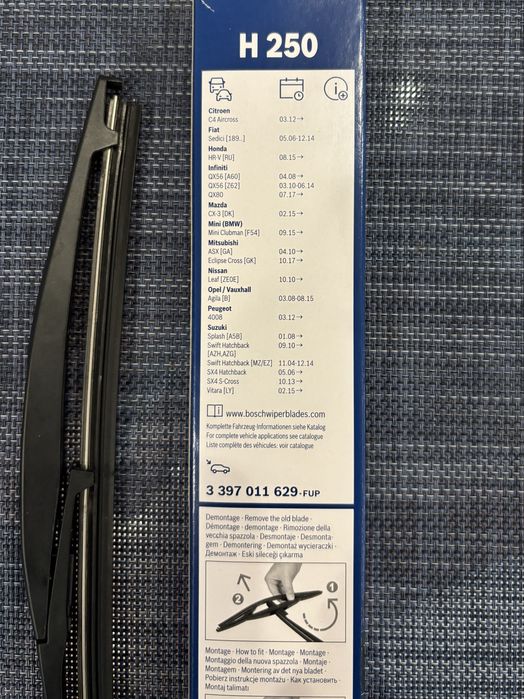 H 250
Citroen
C4 Aircross 03.12→
Fiat
Sedici [189..] 05.06-12.14
Honda
HR-V [RU] 08.15→
Infiniti
QX56 [A60] 04.08→
QX56 [Z62] 03.10-06.14
QX80 07.17→
Mazda
CX-3 [DK] 02.15→
Mini (BMW)
Mini Clubman [F54] 09.15→
Mitsubishi
ASX [GA] 04.10→
Eclipse Cross [GK] 10.17→
Nissan
Leaf [ZE0E] 10.10→
Opel / Vauxhall
Agila [B] 03.08-08.15
Peugeot
4008 03.12→
Suzuki
Splash [A5B] 01.08→
Swift Hatchback 09.10→
[AZH,AZG]
Swift Hatchback [MZ/EZ] 11.04-12.14
SX4 Hatchback 05.06→
SX4 S-Cross 10.13→
Vitara [LY] 02.15→
www.boschwiperblades.com
Komplette Fahrzeug-Informationen siehe Katalog
For complete vehicle applications see catalogue
Liste complète des véhicules: voir catalogue
3 397 011 629-FUP
Demontage · Remove the old blade ·
Démontage · demontage · Rimozione della
vecchia spazzola · Desmontaje · Desmonta-
gem · Demontering · Demontaż wycieraczki ·
Демонтаж · Eski sileceği çıkarma
1
2
Montage · How to fit · Montage · Montage ·
Montaggio della nuova spazzola · Montaje ·
Montagem · Montering av det nya bladet ·
Pobierz instrukcje montażu · Как установить ·
Montaj talimatı